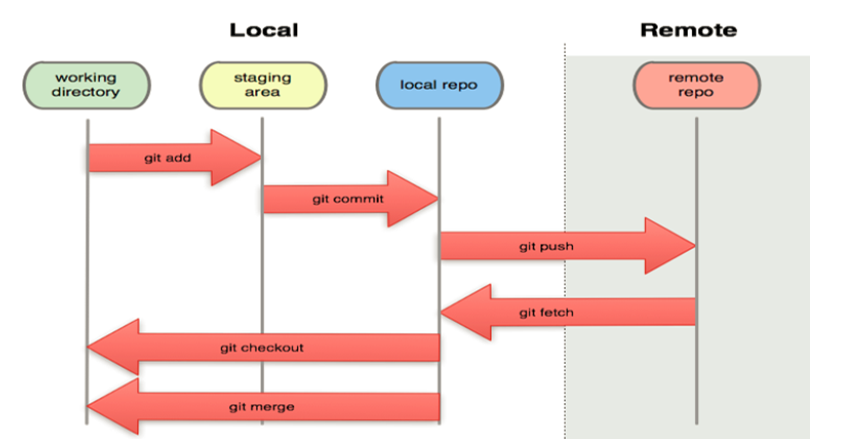 Local
Remote
working
directory
staging
area
local repo
remote
repo
git add
git commit
git push
git fetch
git checkout
git merge